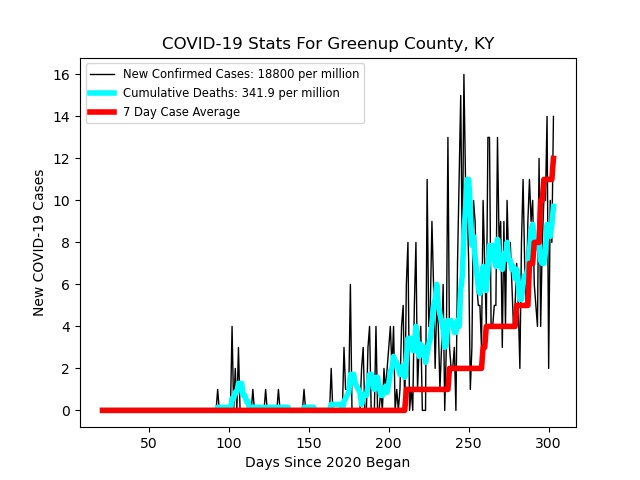 COVID-19 Stats For Greenup County, KY
New Confirmed Cases: 18800 per million
Cumulative Deaths: 341.9 per million
7 Day Case Average
New COVID-19 Cases
16
14
12
10
8
6
4
2
0
50
100
150
200
250
300
Days Since 2020 Began